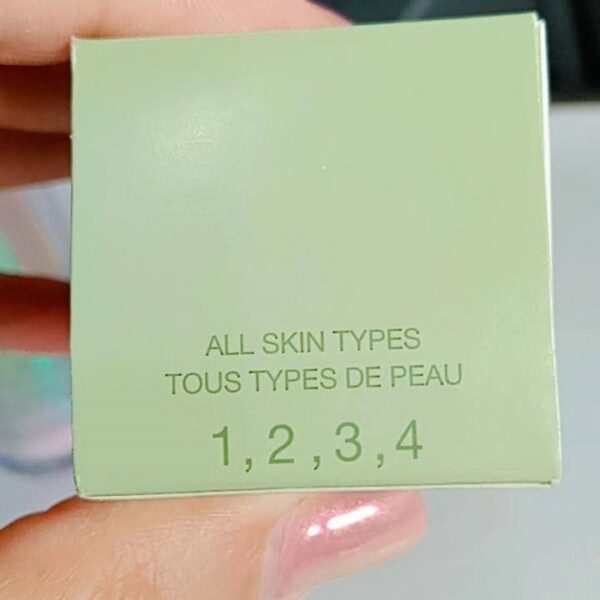 ALL SKIN TYPES
TOUS TYPES DE PEAU
1, 2, 3, 4